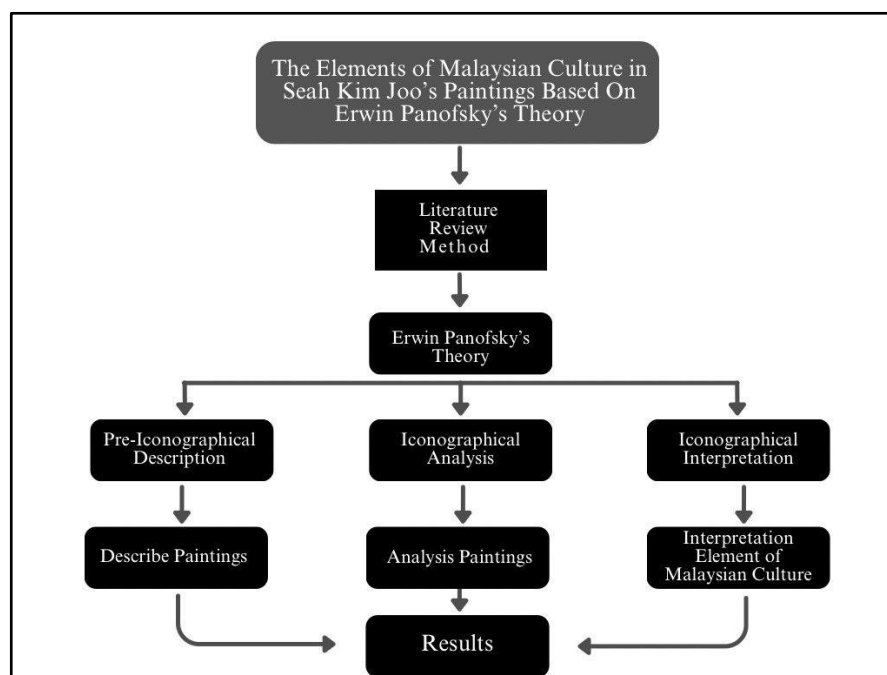 The Elements of Malaysian Culture in
Seah Kim Joo's Paintings Based On
Erwin Panofsky's Theory
Literature
Review
Method
Erwin Panofsky's
Theory
Pre-Iconographical
Description
Iconographical
Analysis
Iconographical
Interpretation
Describe Paintings
Analysis Paintings
Interpretation
Element of
Malaysian Culture
Results